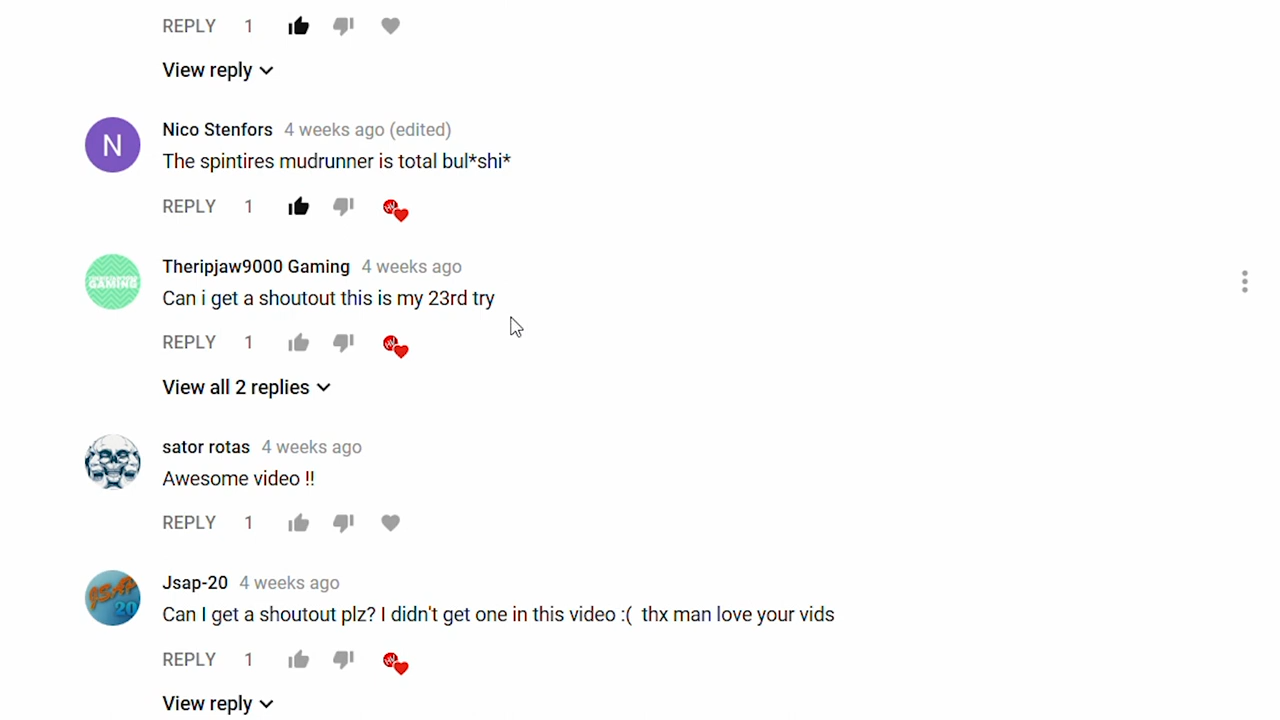 REPLY 1
View reply
N
Nico Stenfors 4 weeks ago (edited)
The spintires mudrunner is total bul*shi*
REPLY 1
GAMING
Theripjaw9000 Gaming 4 weeks ago
Can i get a shoutout this is my 23rd try
REPLY 1
View all 2 replies
sator rotas 4 weeks ago
Awesome video !!
REPLY 1
JSAP
20
Jsap-20 4 weeks ago
Can I get a shoutout plz? I didn't get one in this video :( thx man love your vids
REPLY 1
View reply